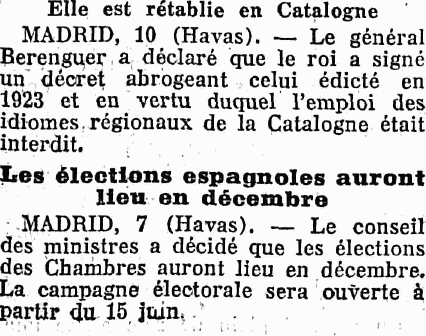 Elle est rétablie en Catalogne
MADRID, 10 (Havas). — Le général
Berenguer a déclaré que le roi a signé
un décret abrogeant celui édicté en
1923 et en vertu duquel l'emploi des
idiomes régionaux de la Catalogne était
interdit.
Les élections espagnoles auront
lieu en décembre
MADRID, 7 (Havas). — Le conseil
des ministres a décidé que les élections
des Chambres auront lieu en décembre.
La campagne électorale sera ouverte à
partir du 15 juin.